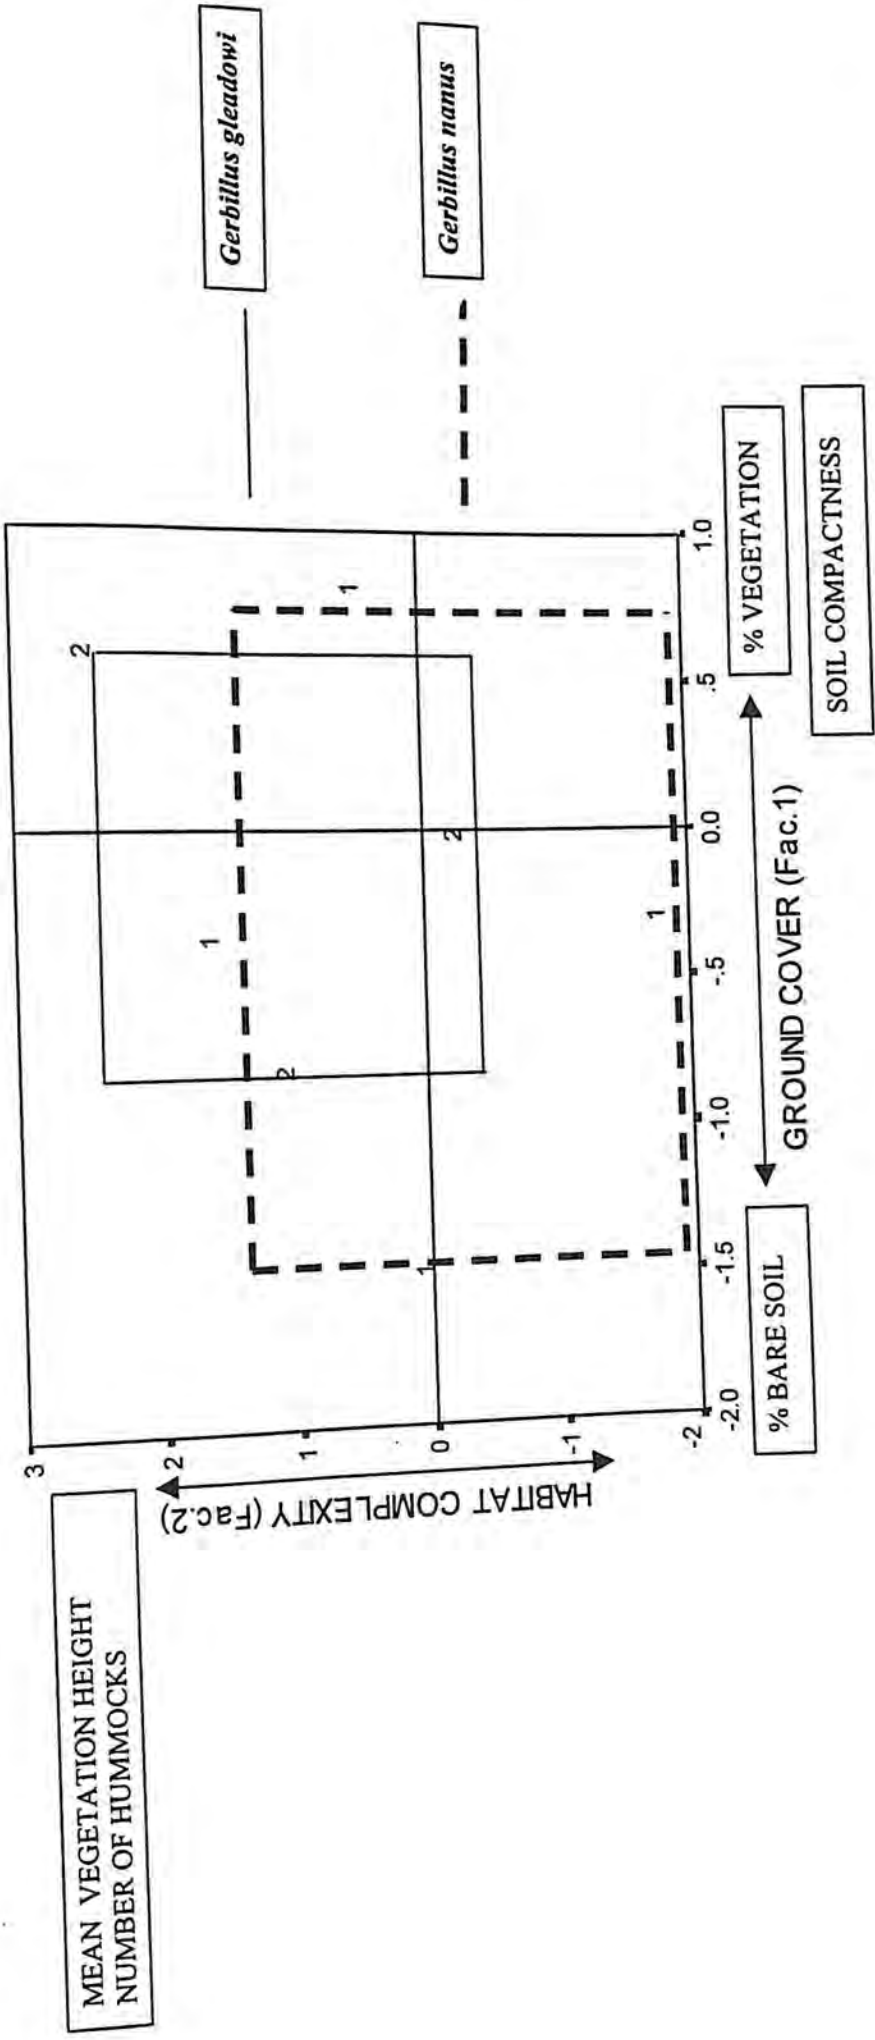 MEAN VEGETATION HEIGHT
NUMBER OF HUMMOCKS
HABITAT COMPLEXITY (Fac.2)
3
2
1
0
-1
-2
2
1
1
2
2
1
1
-2.0
-1.5
-1.0
-.5
0.0
.5
1.0
% BARE SOIL
GROUND COVER (Fac.1)
% VEGETATION
SOIL COMPACTNESS
Gerbillus gleadowi
Gerbillus nanus